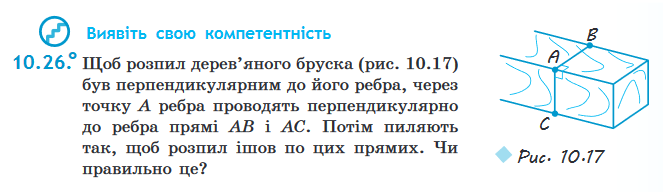 Виявіть свою компетентність
10.26.° Щоб розпил дерев’яного бруска (рис. 10.17)
був перпендикулярним до його ребра, через
точку A ребра проводять перпендикулярно
до ребра прямі AB і AC. Потім пиляють
так, щоб розпил ішов по цих прямих. Чи
правильно це?
B
A
C
Рис. 10.17